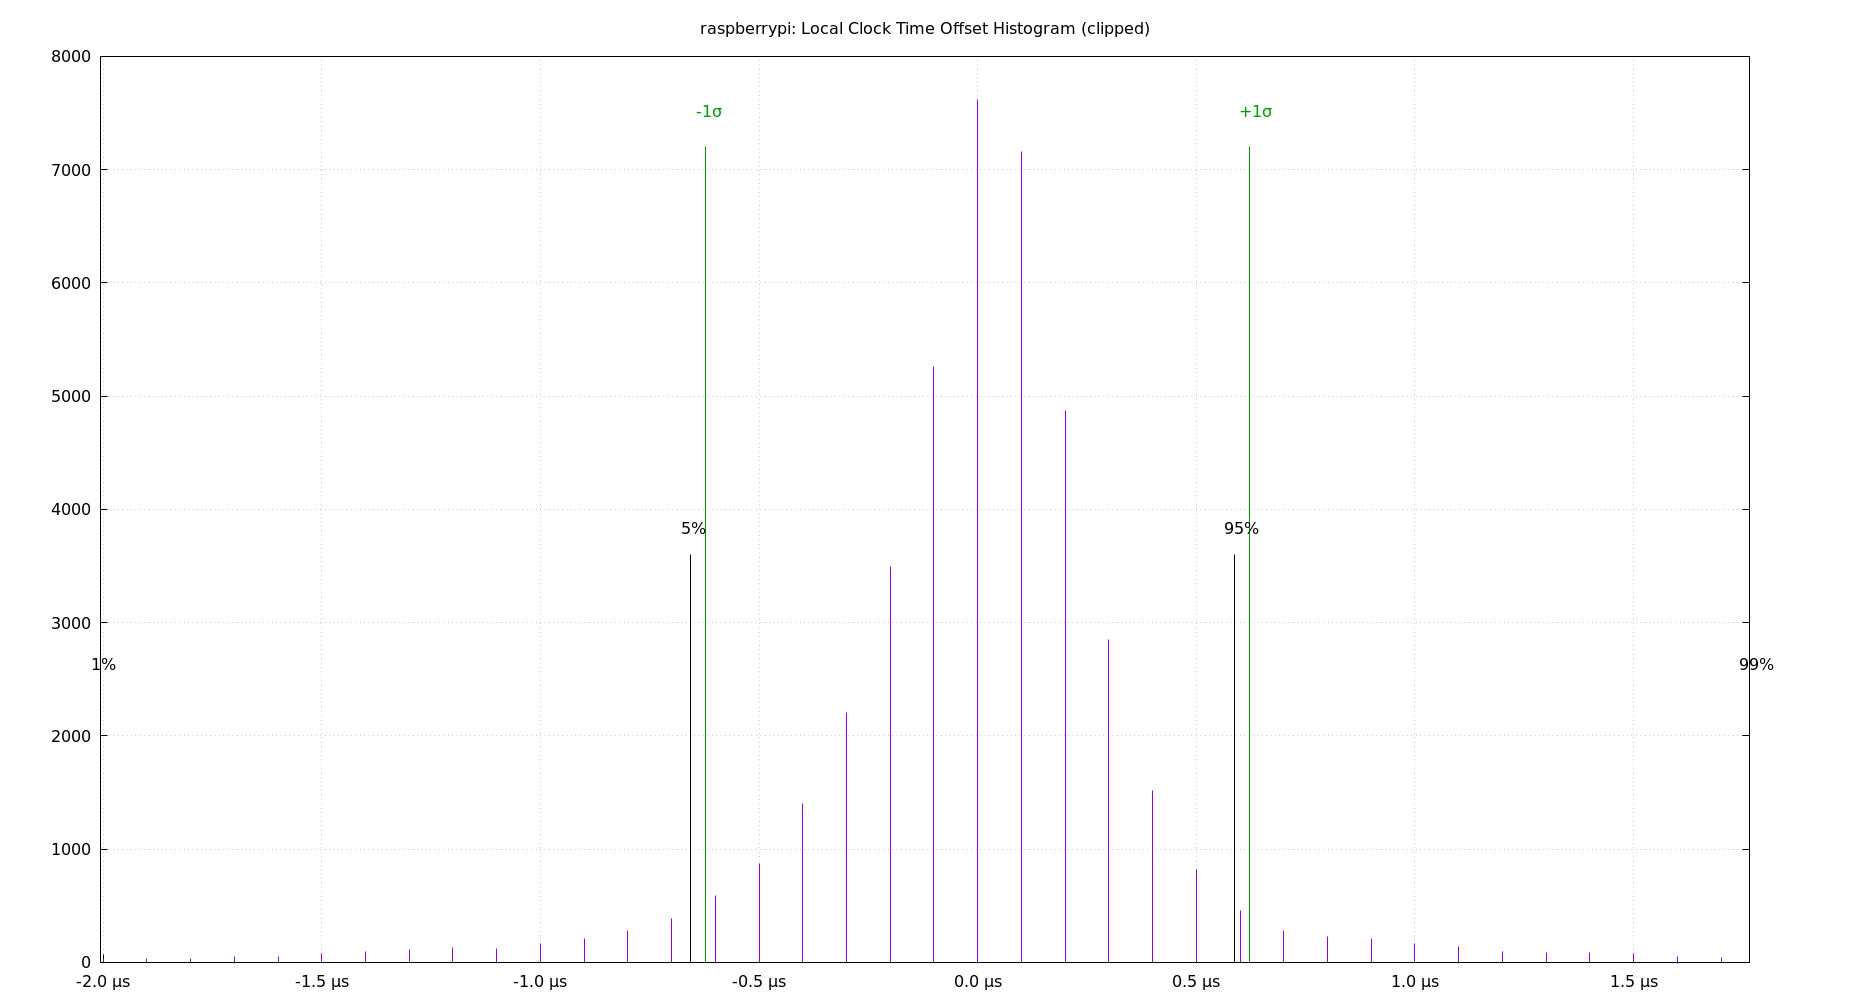 raspberrypi: Local Clock Time Offset Histogram (clipped)
8000
-1σ
+1σ
7000
6000
5000
4000
5%
95%
3000
1%
99%
2000
1000
0
-2.0 µs
-1.5 µs
-1.0 µs
-0.5 µs
0.0 µs
0.5 µs
1.0 µs
1.5 µs